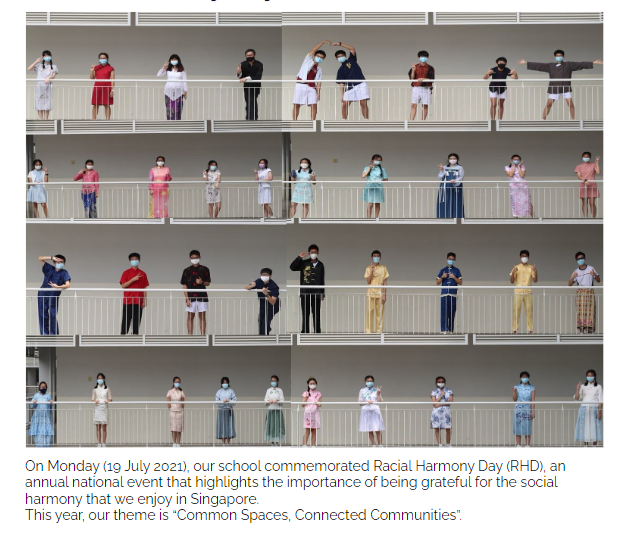 On Monday (19 July 2021), our school commemorated Racial Harmony Day (RHD), an
annual national event that highlights the importance of being grateful for the social
harmony that we enjoy in Singapore.
This year, our theme is “Common Spaces, Connected Communities”.